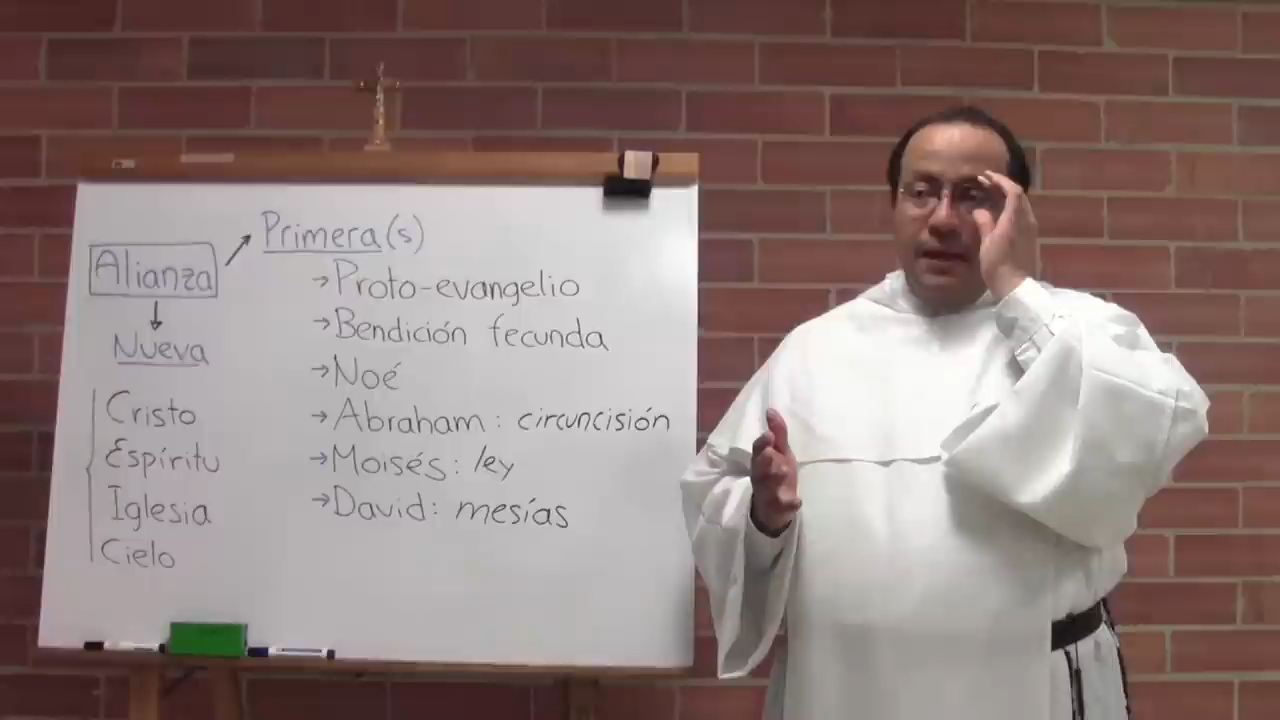 Alianza
Nueva
Cristo
Espíritu
Iglesia
Cielo
Primera(s)
→Proto-evangelio
→Bendición fecunda
→Noé
→Abraham: circuncisión
→Moisés: ley
→David: mesías